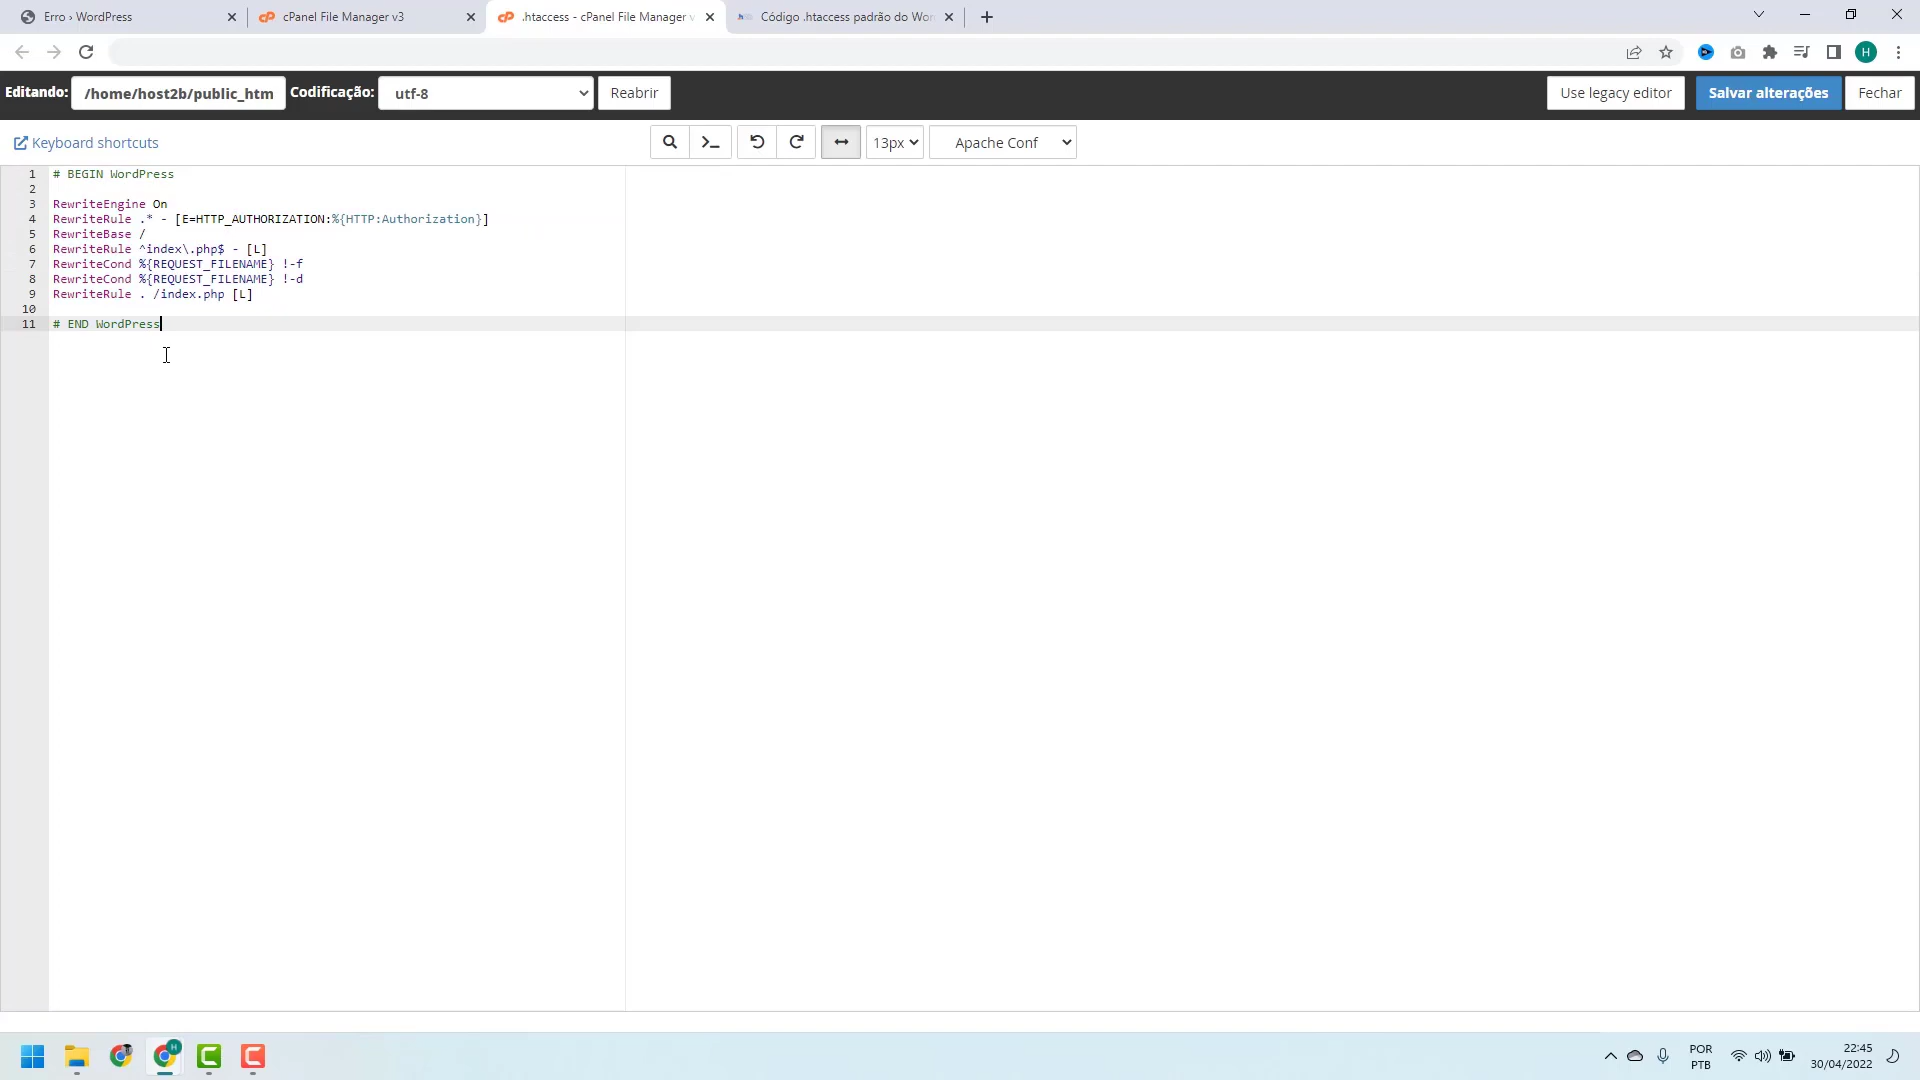 Erro › WordPress
cPanel File Manager v3
.htaccess - cPanel File Manager v
Código .htaccess padrão do Wor
H
Editando: /home/host2b/public_htm Codificação: utf-8 Reabrir
Use legacy editor Salvar alterações Fechar
Keyboard shortcuts
13px
Apache Conf
1 # BEGIN WordPress
2
3 RewriteEngine On
4 RewriteRule .* - [E=HTTP_AUTHORIZATION:%{HTTP:Authorization}]
5 RewriteBase /
6 RewriteRule ^index\.php$ - [L]
7 RewriteCond %{REQUEST_FILENAME} !-f
8 RewriteCond %{REQUEST_FILENAME} !-d
9 RewriteRule . /index.php [L]
10
11 # END WordPress
H
POR
PTB
22:45
30/04/2022